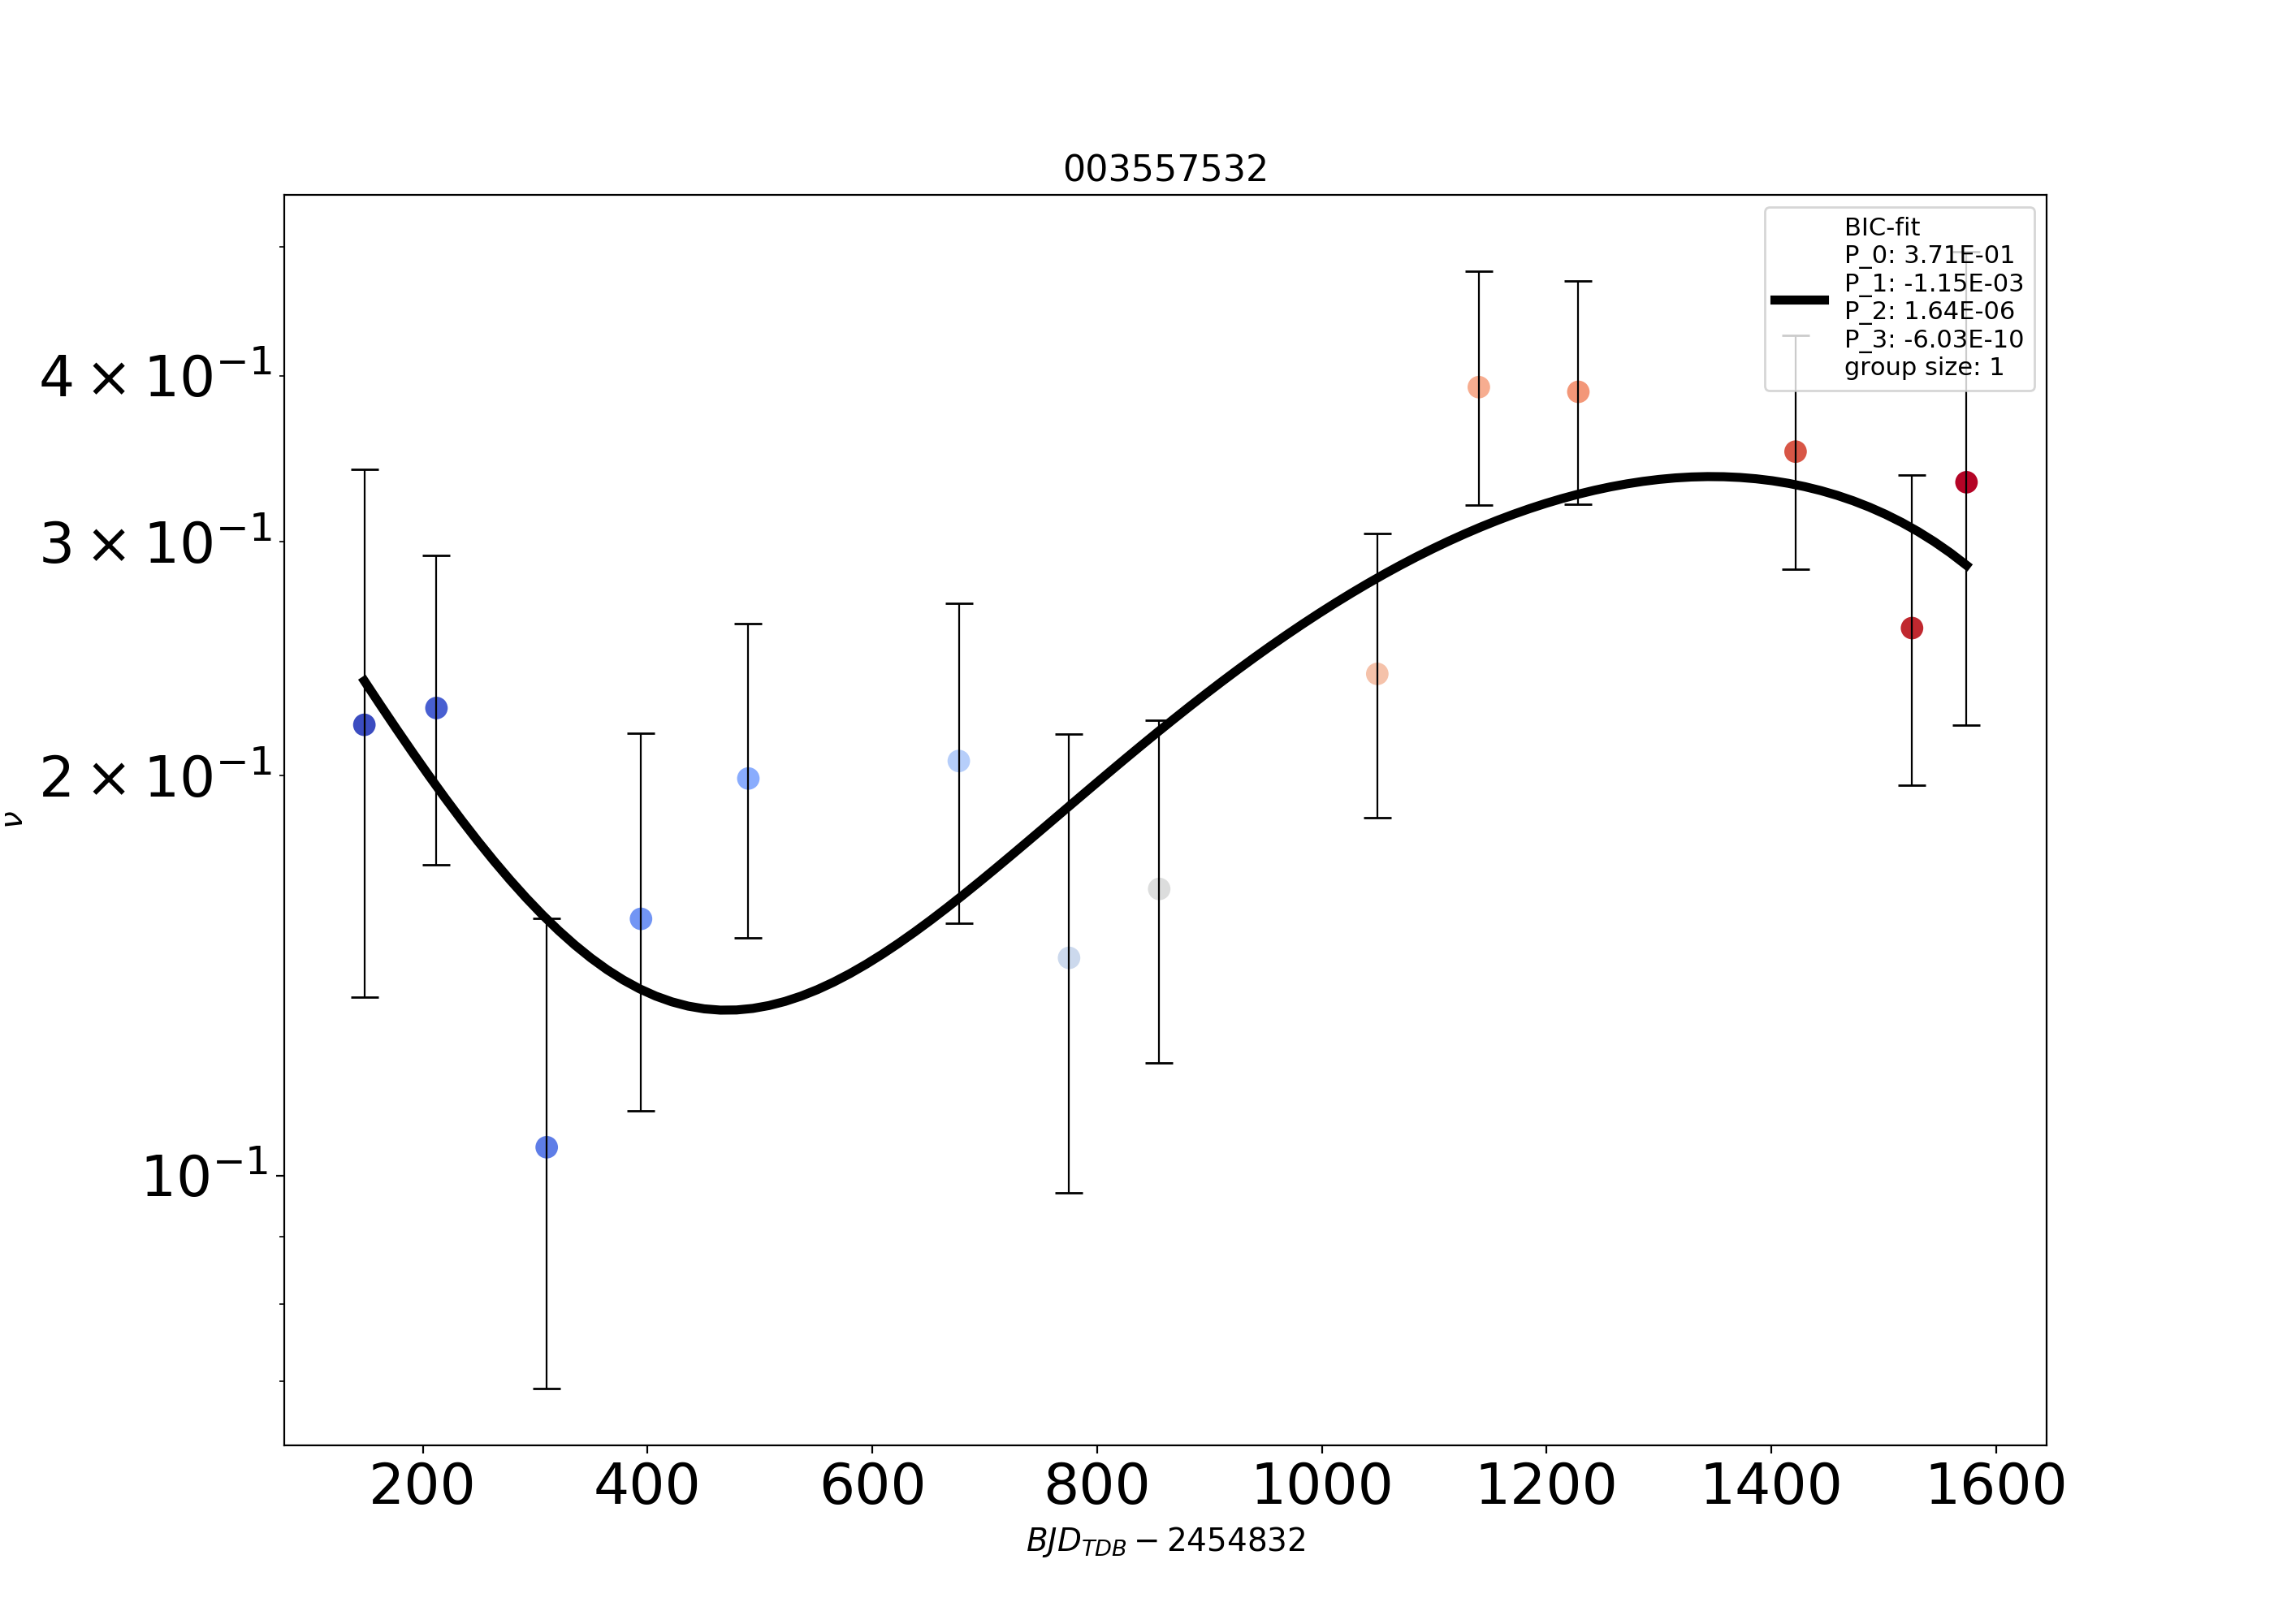 003557532
BIC-fit
P_0: 3.71E-01
P_1: -1.15E-03
P_2: 1.64E-06
P_3: -6.03E-10
group size: 1
4 × 10⁻¹
3 × 10⁻¹
2 × 10⁻¹
10⁻¹
ν
200 400 600 800 1000 1200 1400 1600
BJD_TDB − 2454832